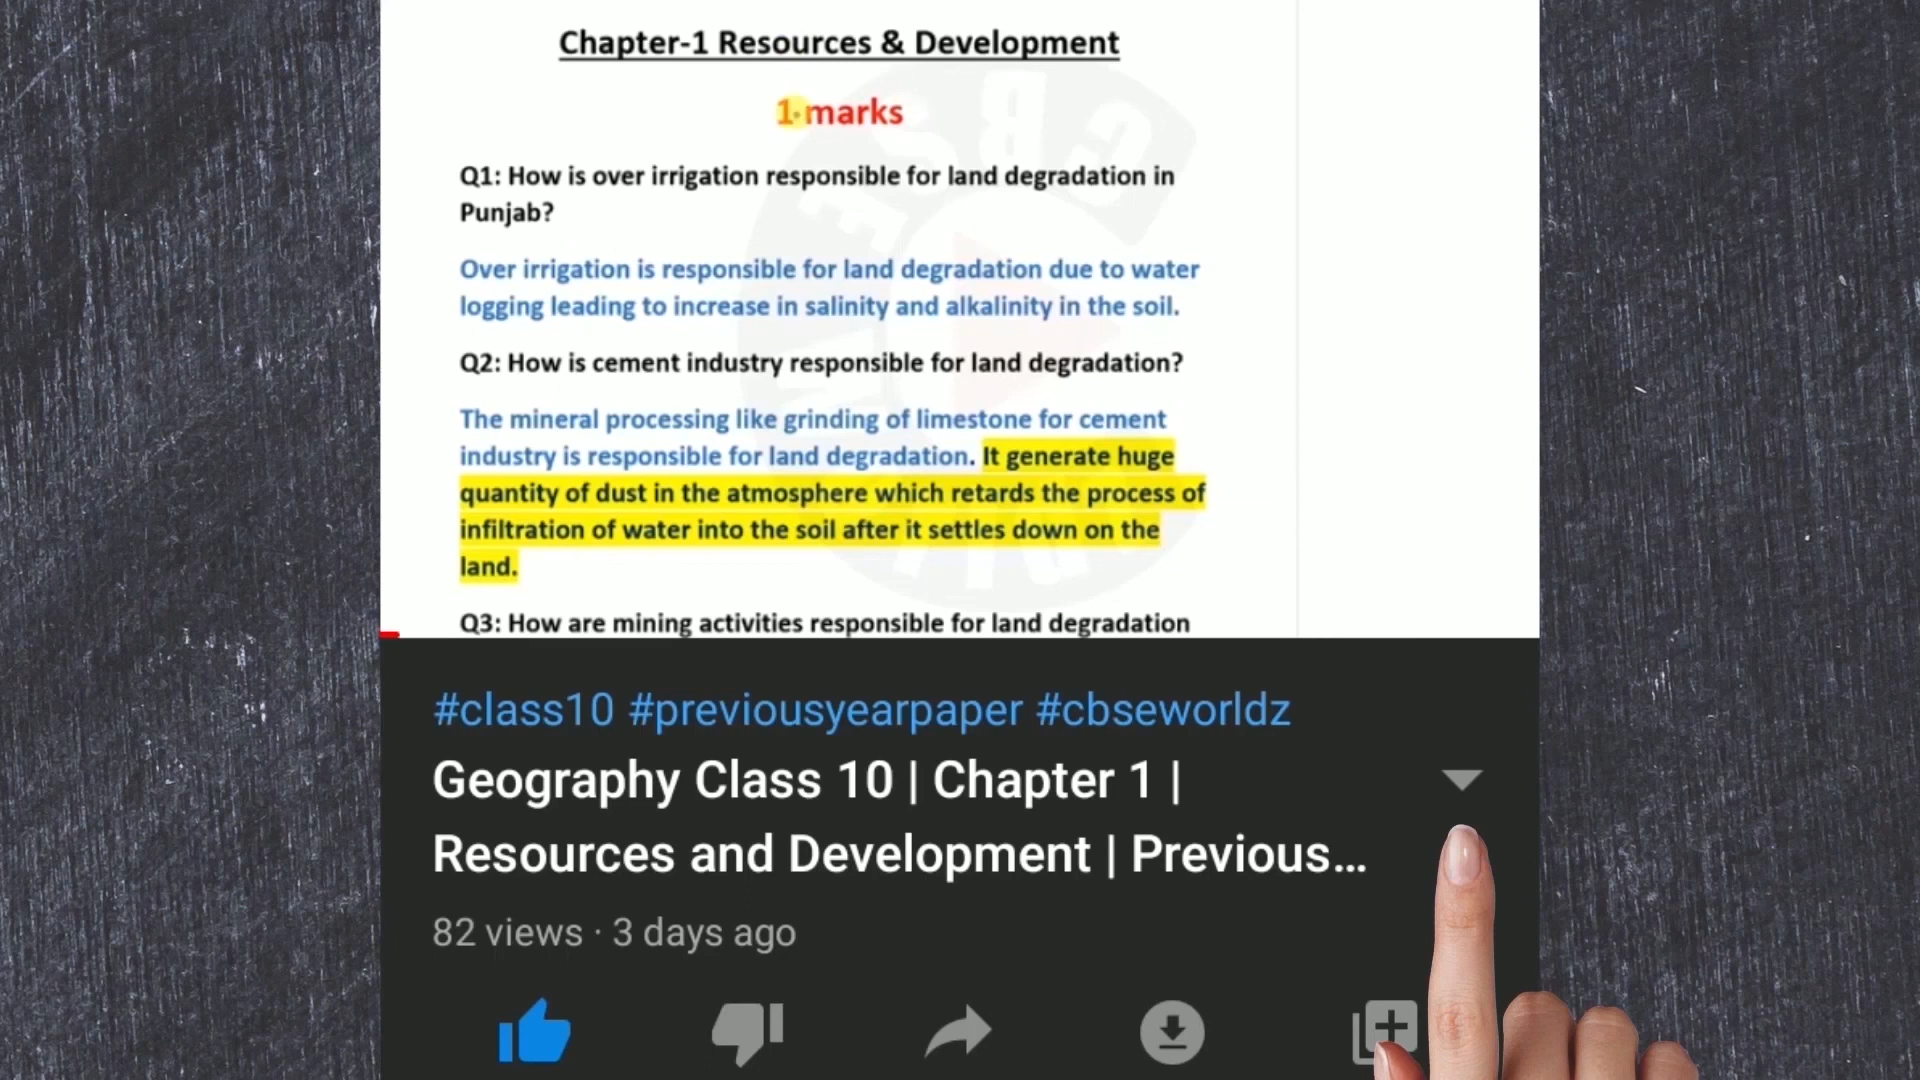 Chapter-1 Resources & Development
1 marks
Q1: How is over irrigation responsible for land degradation in
Punjab?
Over irrigation is responsible for land degradation due to water
logging leading to increase in salinity and alkalinity in the soil.
Q2: How is cement industry responsible for land degradation?
The mineral processing like grinding of limestone for cement
industry is responsible for land degradation. It generate huge
quantity of dust in the atmosphere which retards the process of
infiltration of water into the soil after it settles down on the
land.
Q3: How are mining activities responsible for land degradation
#class10 #previousyearpaper #cbseworldz
Geography Class 10 | Chapter 1 |
Resources and Development | Previous...
82 views · 3 days ago